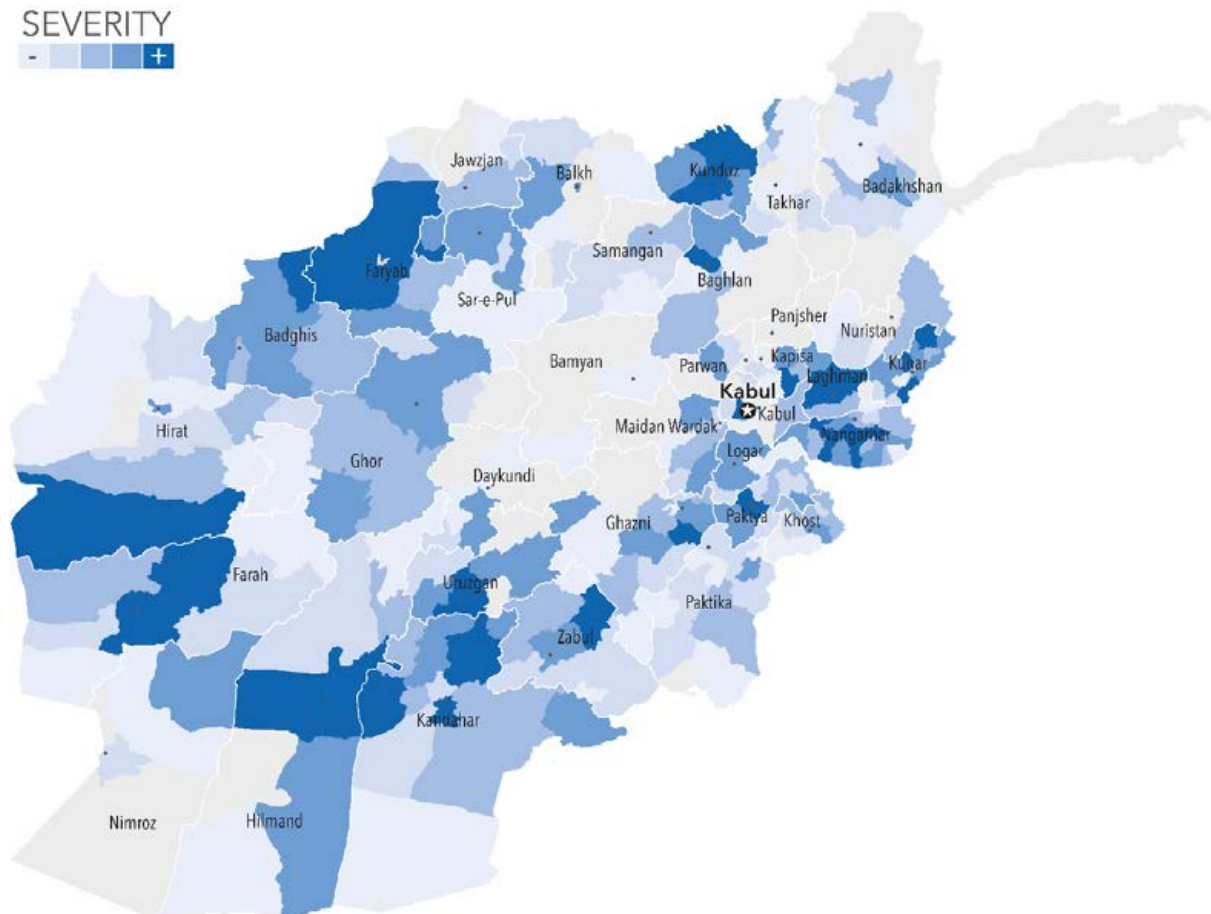 SEVERITY
- +
Jawzjan
Balkh
Kunduz
Takhar
Badakhshan
Faryab
Samangan
Baghlan
Sar-e-Pul
Badghis
Panjsher
Nuristan
Bamyan
Parwan
Kapisa
Laghman
Kunar
Kabul
Kabul
Hirat
Maidan Wardak
Nangarhar
Logar
Ghor
Daykundi
Ghazni
Paktya
Khost
Farah
Uruzgan
Paktika
Zabul
Kandahar
Nimroz
Hilmand